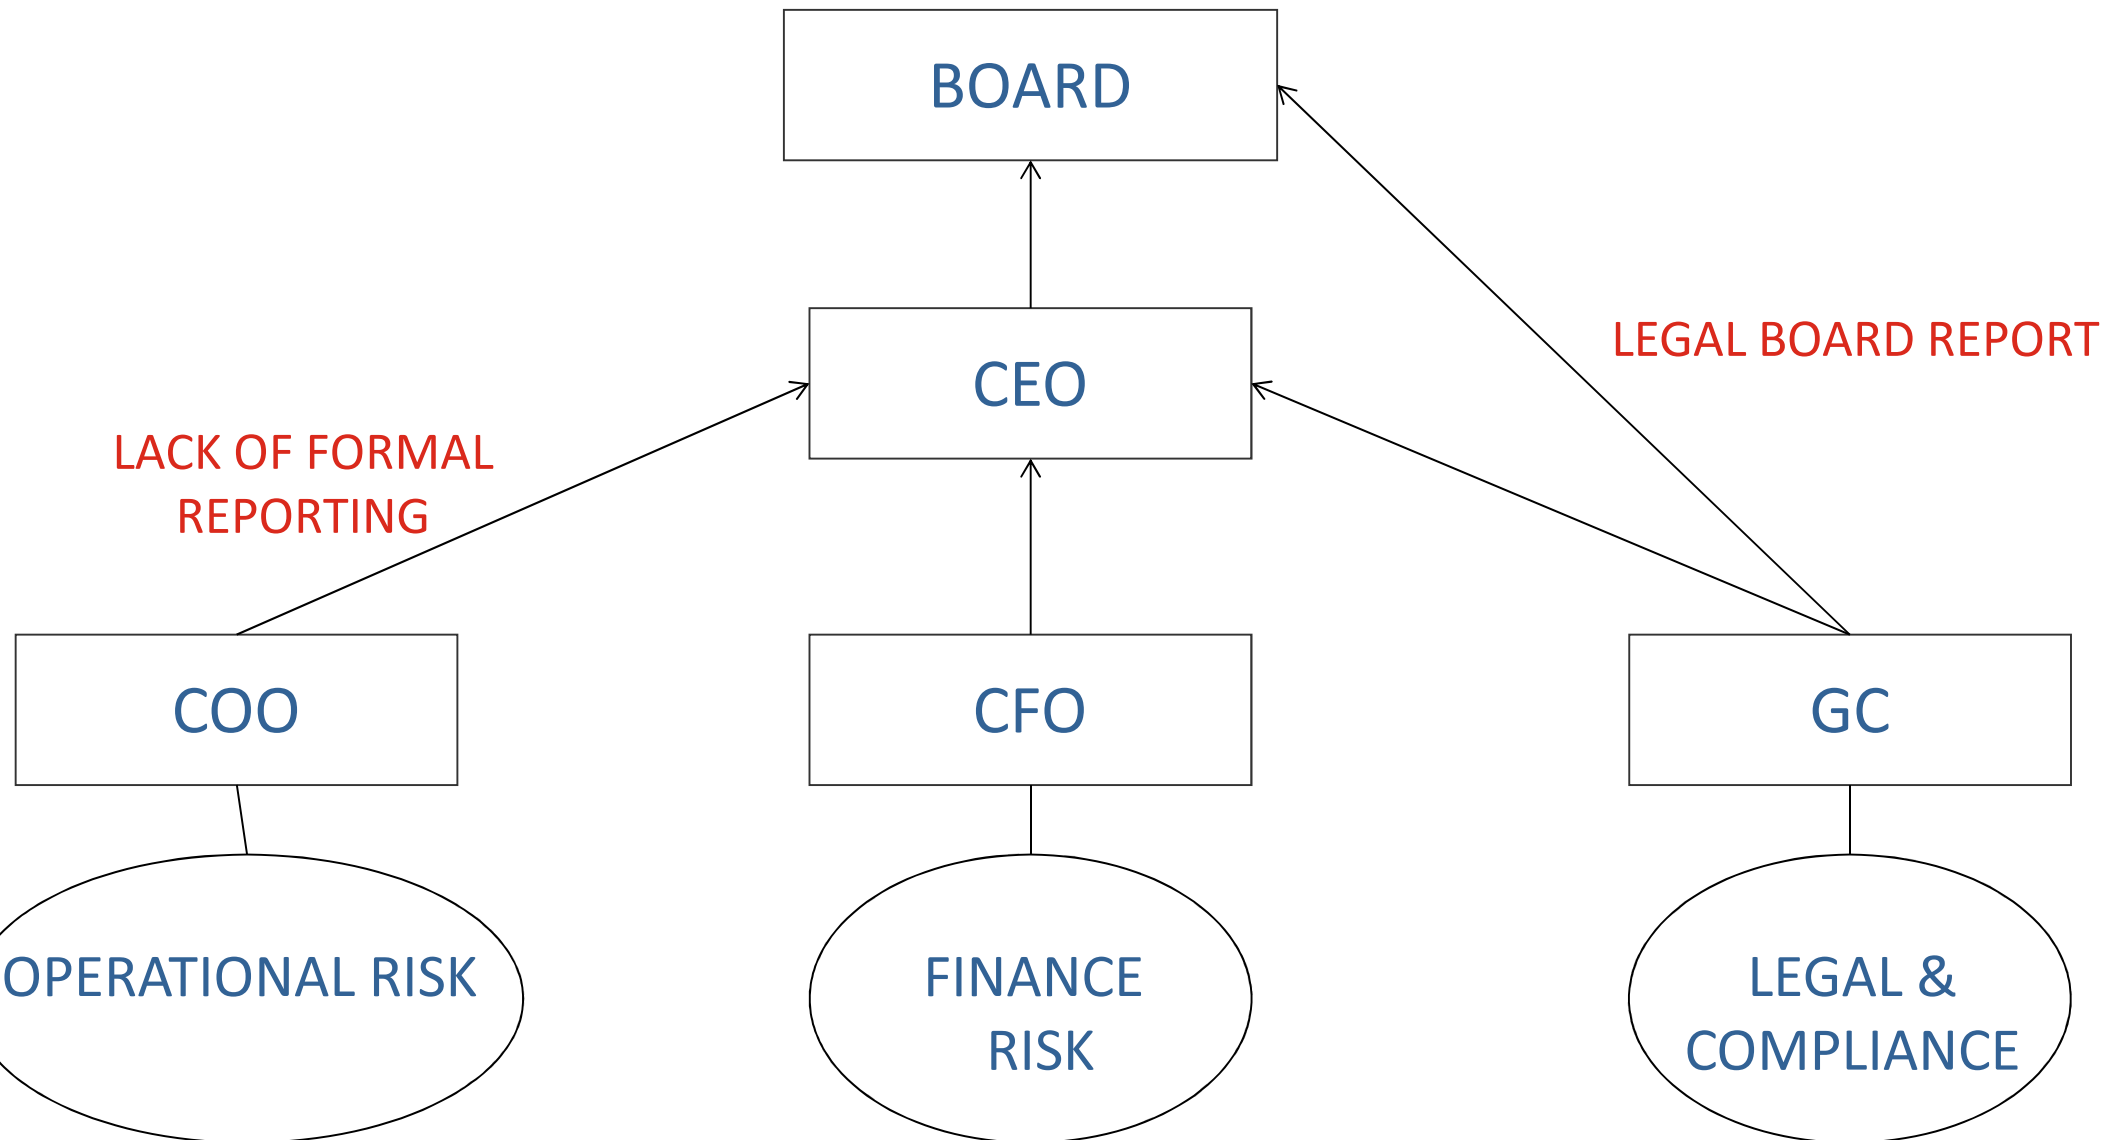 BOARD
LEGAL BOARD REPORT
CEO
LACK OF FORMAL
REPORTING
COO
CFO
GC
OPERATIONAL RISK
FINANCE
RISK
LEGAL &
COMPLIANCE